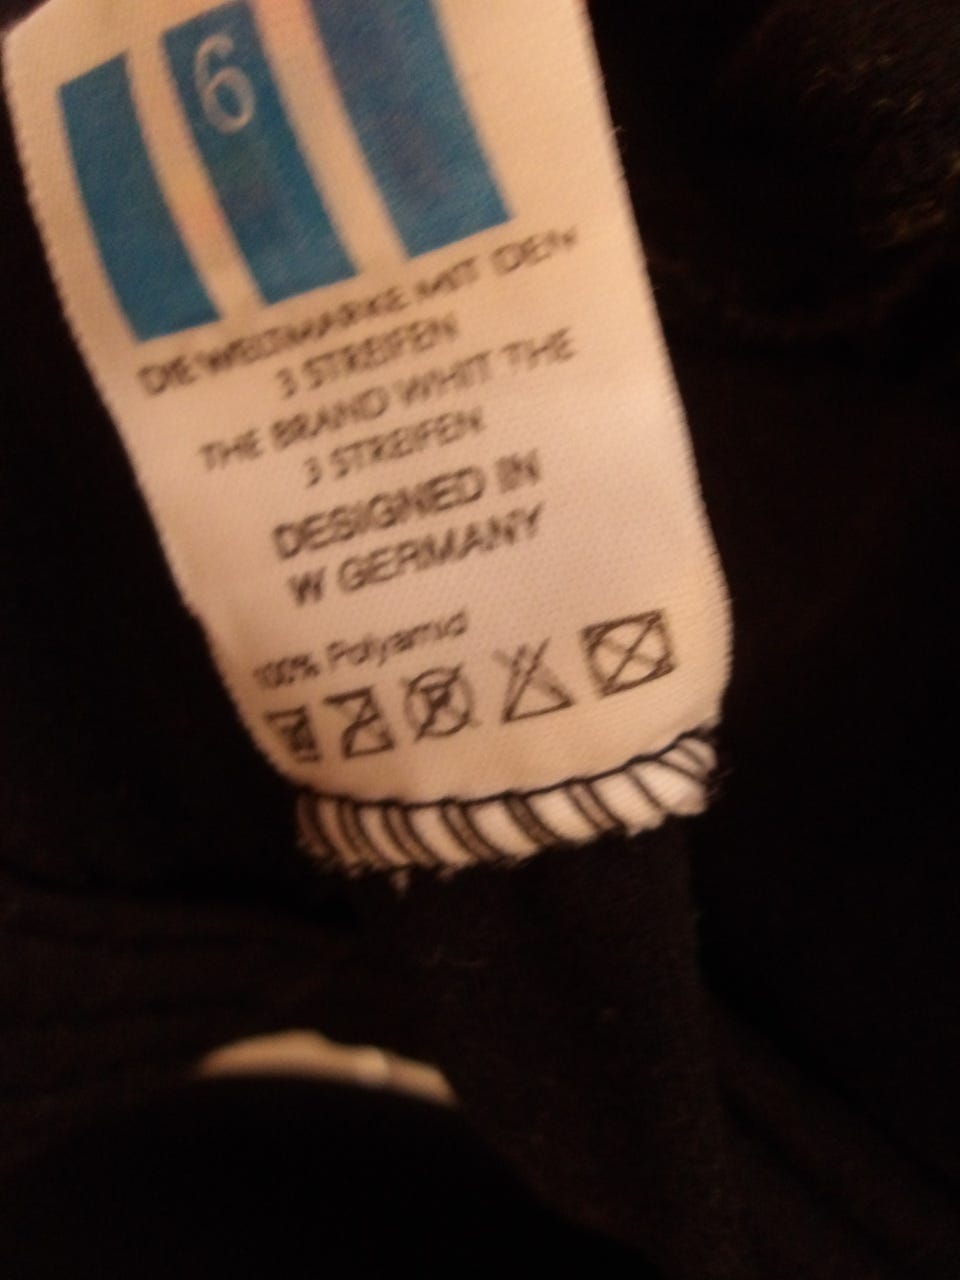 6
DIE WELTMARKE MIT DEN
3 STREIFEN
THE BRAND WHIT THE
3 STREIFEN
DESIGNED IN
W GERMANY
100% Polyamid